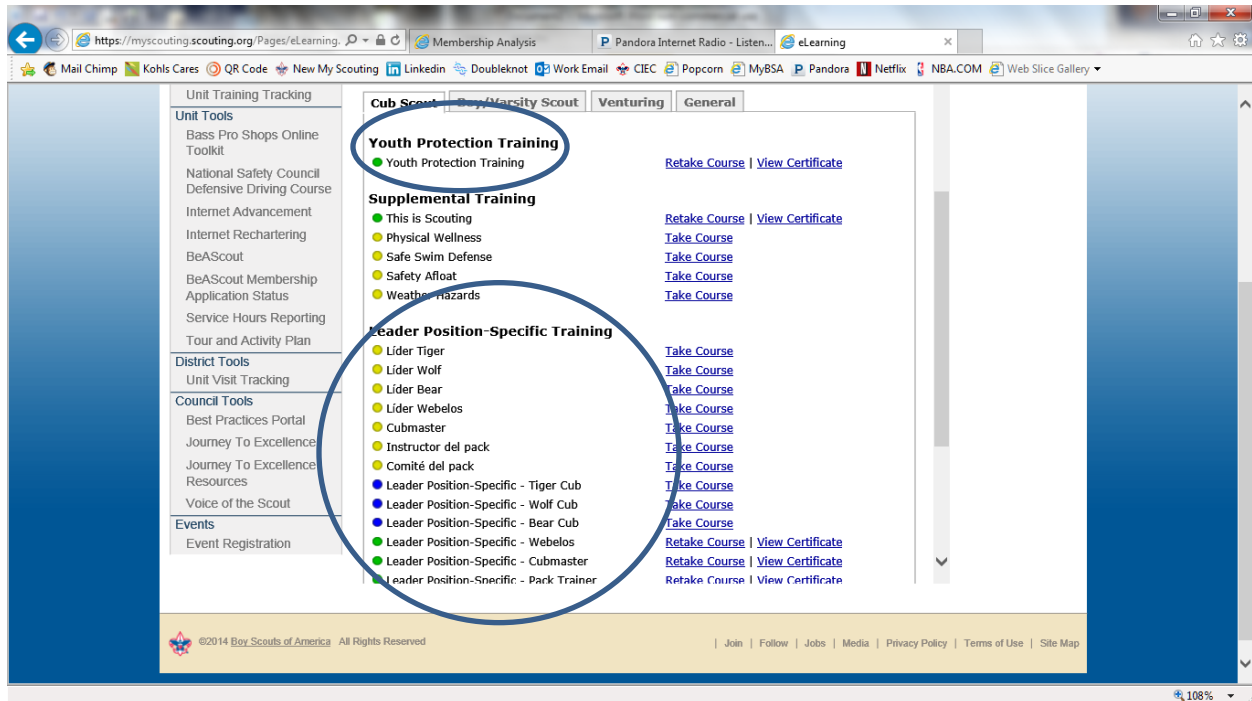 https://myscouting.scouting.org/Pages/eLearning.
Membership Analysis
Pandora Internet Radio - Listen...
eLearning
Mail Chimp Kohls Cares QR Code New My Scouting Linkedin Doubleknot Work Email CIEC Popcorn MyBSA Pandora Netflix NBA.COM Web Slice Gallery
Unit Training Tracking
Unit Tools
Bass Pro Shops Online
Toolkit
National Safety Council
Defensive Driving Course
Internet Advancement
Internet Rechartering
BeAScout
BeAScout Membership
Application Status
Service Hours Reporting
Tour and Activity Plan
District Tools
Unit Visit Tracking
Council Tools
Best Practices Portal
Journey To Excellence
Journey To Excellence
Resources
Voice of the Scout
Events
Event Registration
Cub Scout Boy/Varsity Scout Venturing General
Youth Protection Training
Youth Protection Training Retake Course | View Certificate
Supplemental Training
This is Scouting Retake Course | View Certificate
Physical Wellness Take Course
Safe Swim Defense Take Course
Safety Afloat Take Course
Weather Hazards Take Course
Leader Position-Specific Training
Líder Tiger Take Course
Líder Wolf Take Course
Líder Bear Take Course
Líder Webelos Take Course
Cubmaster Take Course
Instructor del pack Take Course
Comité del pack Take Course
Leader Position-Specific - Tiger Cub Take Course
Leader Position-Specific - Wolf Cub Take Course
Leader Position-Specific - Bear Cub Take Course
Leader Position-Specific - Webelos Retake Course | View Certificate
Leader Position-Specific - Cubmaster Retake Course | View Certificate
Leader Position-Specific - Pack Trainer Retake Course | View Certificate
©2014 Boy Scouts of America All Rights Reserved
| Join | Follow | Jobs | Media | Privacy Policy | Terms of Use | Site Map
108%